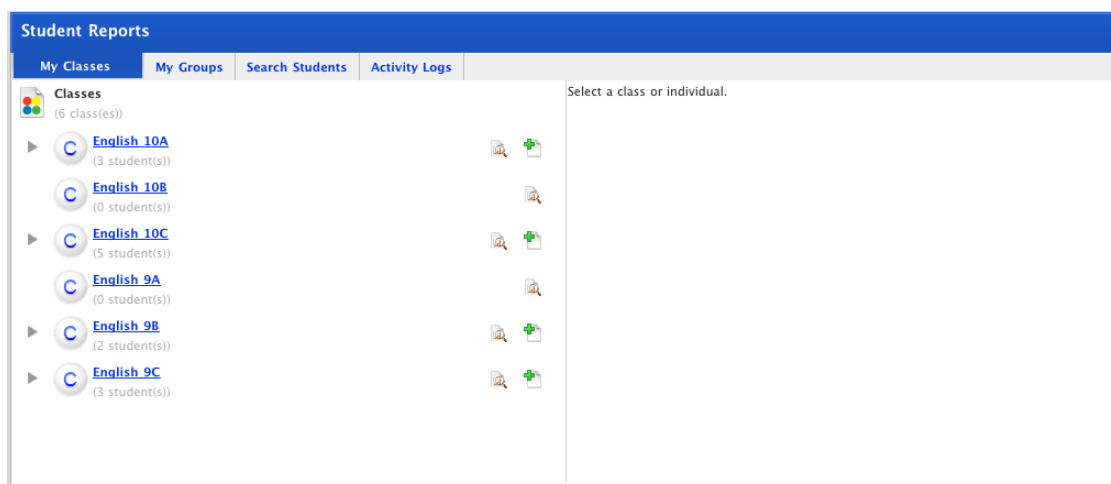 Student Reports
My Classes My Groups Search Students Activity Logs
Classes
(6 class(es))
Select a class or individual.
C English 10A
(3 student(s))
C English 10B
(0 student(s))
C English 10C
(5 student(s))
C English 9A
(0 student(s))
C English 9B
(2 student(s))
C English 9C
(3 student(s))